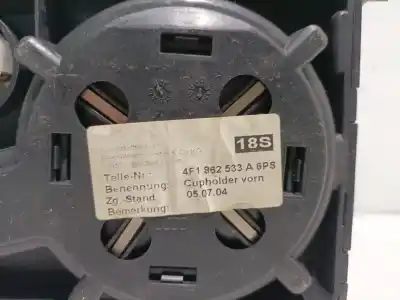 18S
Teile-Nr.: 4F1 862 533 A 6PS
Benennung: Cupholder vorn
Zg.-Stand 05.07.04
Bemerkung: